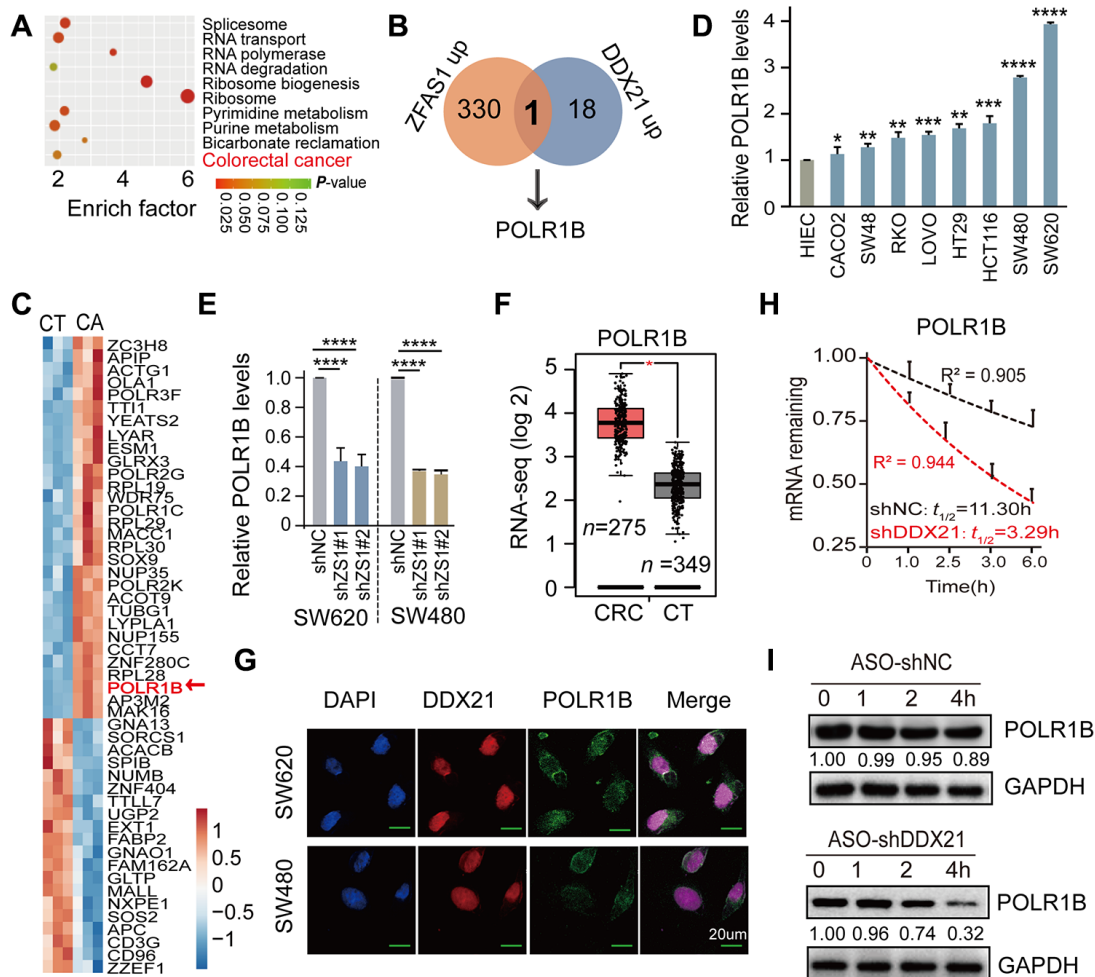 A
Splicesome
RNA transport
RNA polymerase
RNA degradation
Ribosome biogenesis
Ribosome
Pyrimidine metabolism
Purine metabolism
Bicarbonate reclamation
Colorectal cancer
2 4 6
Enrich factor
P-value
0.025 0.050 0.075 0.100 0.125
B
ZFAS1 up
DDX21 up
330 1 18
POLR1B
D
Relative POLR1B levels
4
3
2
1
0
* ** ** *** ** *** **** ****
HIEC CACO2 SW48 RKO LOVO HT29 HCT116 SW480 SW620
C
CT CA
ZC3H8
APIP
ACTG1
OLA1
POLR3F
TTI1
YEATS2
LYAR
ESM1
GLRX3
POLR2G
RPL19
WDR75
POLR1C
RPL29
MACC1
RPL30
SOX9
NUP35
POLR2K
ACOT9
TUBG1
LYPLA1
NUP155
CCT7
ZNF280C
RPL28
POLR1B
AP3M2
MAK16
GNA13
SORCS1
ACACB
SPIB
NUMB
ZNF404
TTLL7
UGP2
EXT1
FABP2
GNAO1
FAM162A
GLTP
MALL
NXPE1
SOS2
APC
CD3G
CD96
ZZEF1
1
0.5
0
−0.5
−1
E
Relative POLR1B levels
1.0
0.8
0.6
0.4
0.2
0
**** ****
**** ****
shNC shZS1#1 shZS1#2 shNC shZS1#1 shZS1#2
SW620 SW480
F
POLR1B
RNA-seq (log 2)
5
4
3
2
1
0
*
n=275
n =349
CRC CT
H
POLR1B
mRNA remaining
1.00
0.75
0.50
0.25
R² = 0.905
R² = 0.944
shNC: t1/2=11.30h
shDDX21: t1/2=3.29h
0 1.0 2.5 3.0 6.0
Time(h)
G
DAPI DDX21 POLR1B Merge
SW620
SW480
20um
I
ASO-shNC
0 1 2 4h
POLR1B
1.00 0.99 0.95 0.89
GAPDH
ASO-shDDX21
0 1 2 4h
POLR1B
1.00 0.96 0.74 0.32
GAPDH